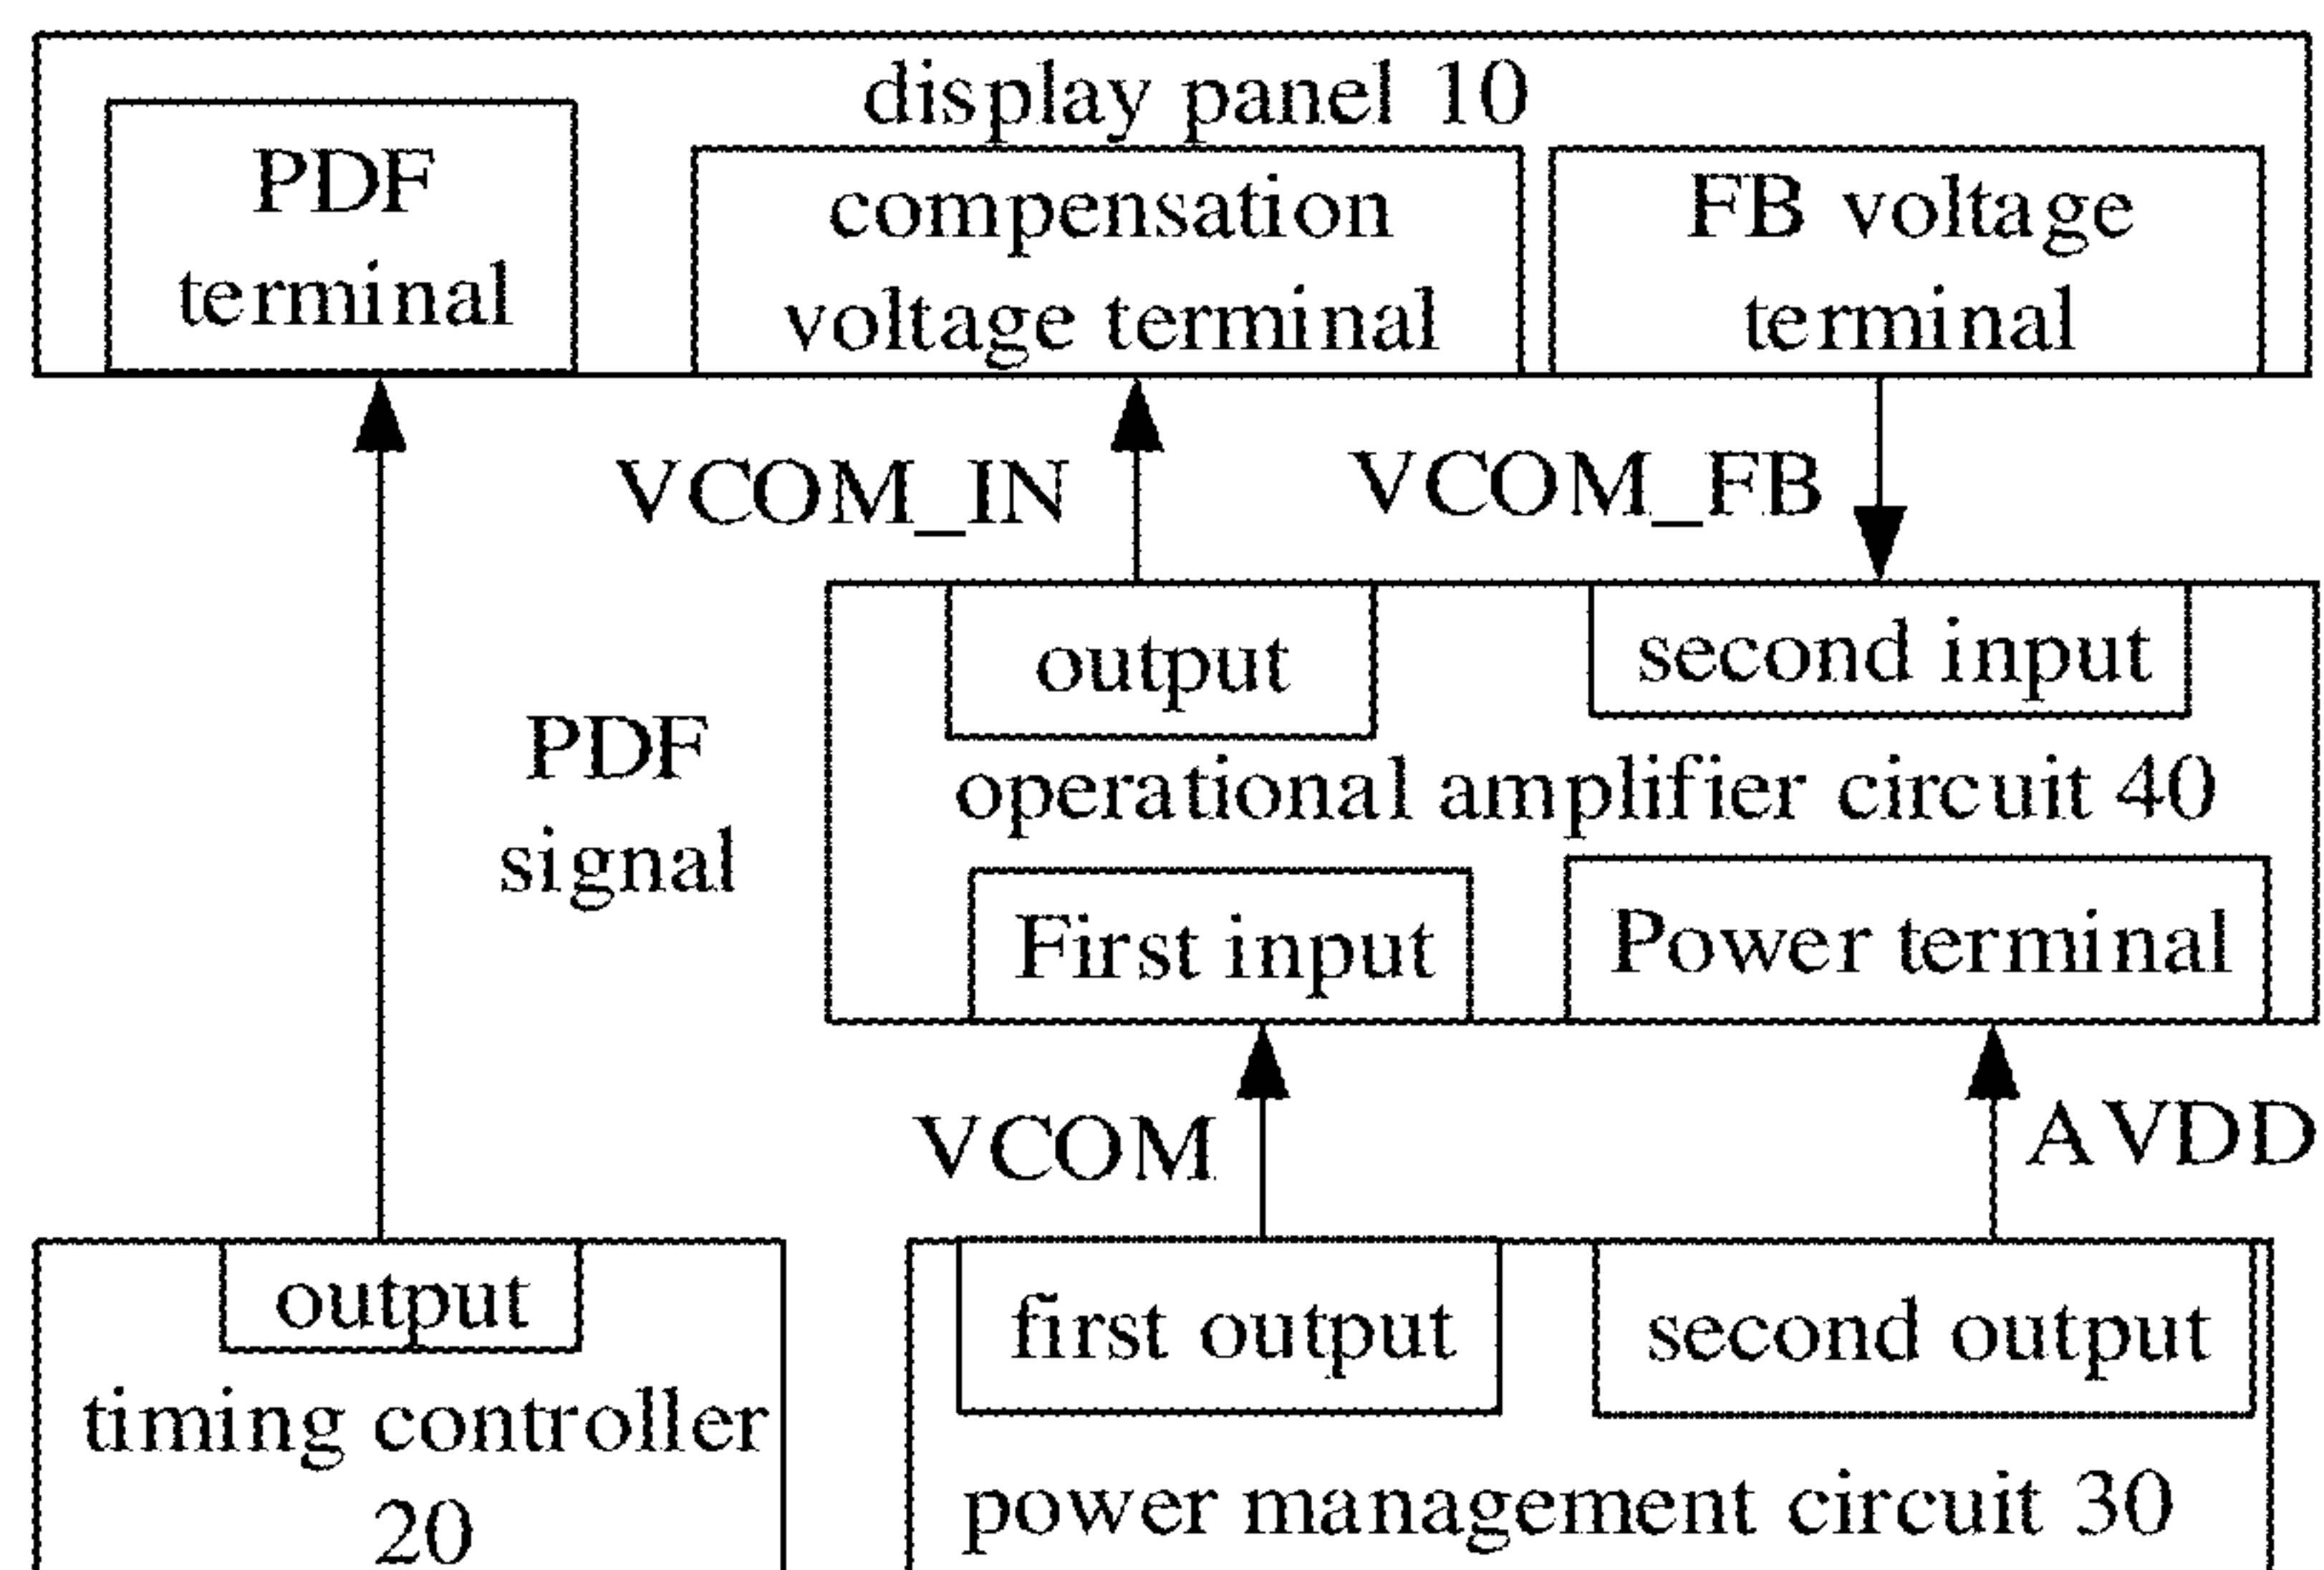 display panel 10
PDF
terminal
compensation
voltage terminal
FB voltage
terminal
VCOM_IN
VCOM_FB
output
second input
PDF
signal
operational amplifier circuit 40
First input
Power terminal
VCOM
AVDD
output
first output
second output
timing controller
20
power management circuit 30